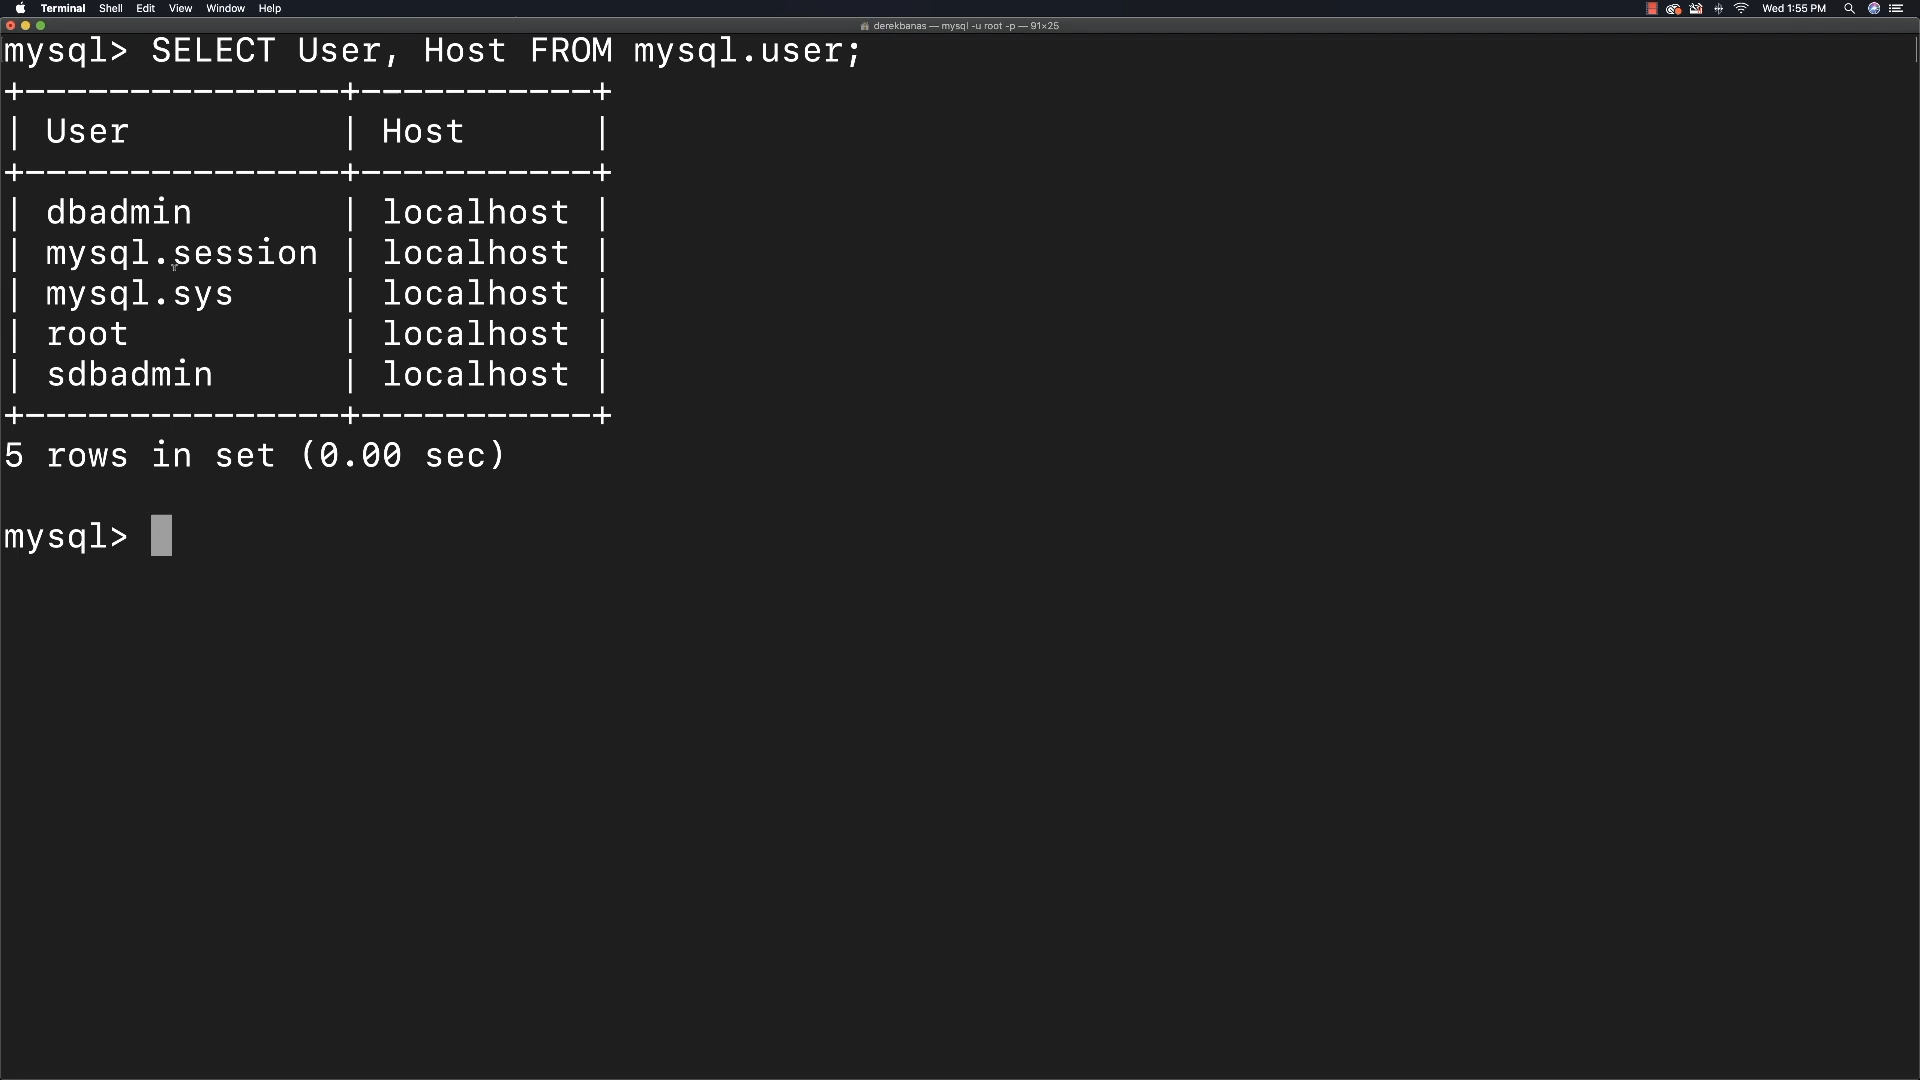 Terminal Shell Edit View Window Help Wed 1:55 PM
derekbanas — mysql -u root -p — 91×25
mysql> SELECT User, Host FROM mysql.user;
+---------------+-----------+
| User          | Host      |
+---------------+-----------+
| dbadmin       | localhost |
| mysql.session | localhost |
| mysql.sys     | localhost |
| root          | localhost |
| sdbadmin      | localhost |
+---------------+-----------+
5 rows in set (0.00 sec)
mysql>